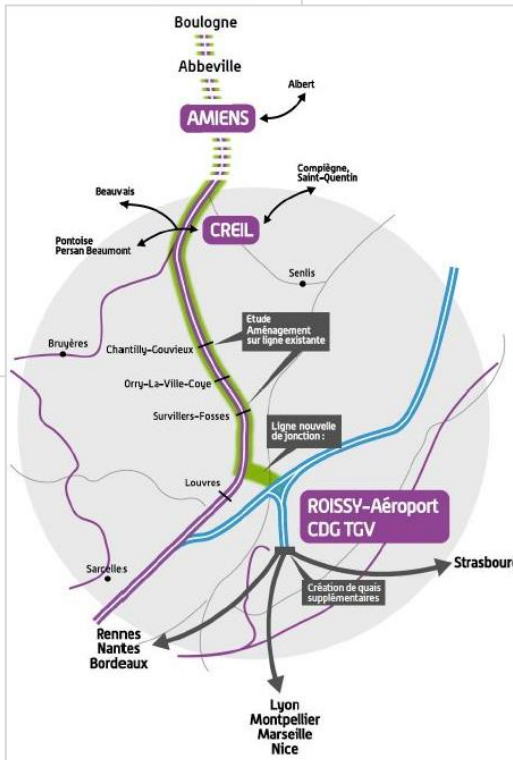 Boulogne
Abbeville
Albert
AMIENS
Compiègne,
Saint-Quentin
Beauvais
CREIL
Pontoise
Persan Beaumont
Senlis
Etude
Aménagement
sur ligne existante
Bruyères
Chantilly-Gouvieux
Orry-La-Ville-Coye
Survillers-Fosses
Ligne nouvelle
de jonction :
Louvres
ROISSY-Aéroport
CDG TGV
Strasbourg
Sarcelles
Création de quais
supplémentaires
Rennes
Nantes
Bordeaux
Lyon
Montpellier
Marseille
Nice